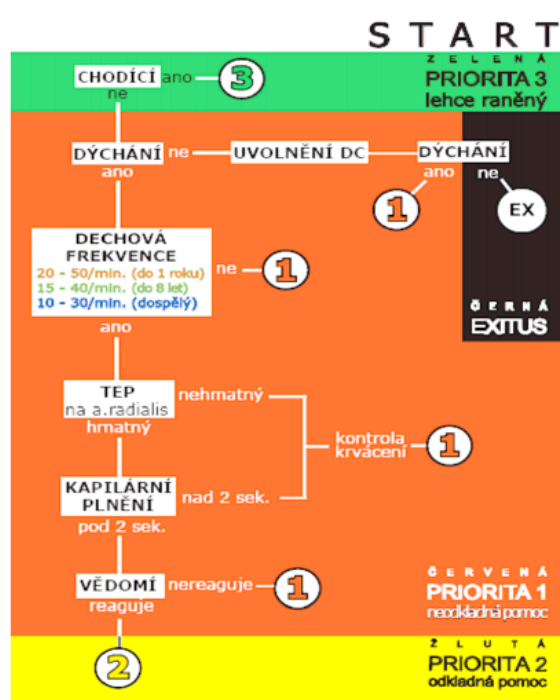 START
ZELENÁ
PRIORITA 3
lehce raněný
CHODÍCÍ ano 3
ne
DÝCHÁNÍ ne UVOLNĚNÍ DC DÝCHÁNÍ
ano
ano ne
1 EX
DECHOVÁ
FREKVENCE
20 - 50/min. (do 1 roku)
15 - 40/min. (do 8 let)
10 - 30/min. (dospělý)
ne 1
ano
ČERNÁ
EXITUS
TEP
na a.radialis
nehmatný
hmatný
kontrola
krvácení
1
KAPILÁRNÍ
PLNĚNÍ
nad 2 sek.
pod 2 sek.
VĚDOMÍ nereaguje 1
reaguje
ČERVENÁ
PRIORITA 1
neodkladná pomoc
2
ŽLUTÁ
PRIORITA 2
odkladná pomoc